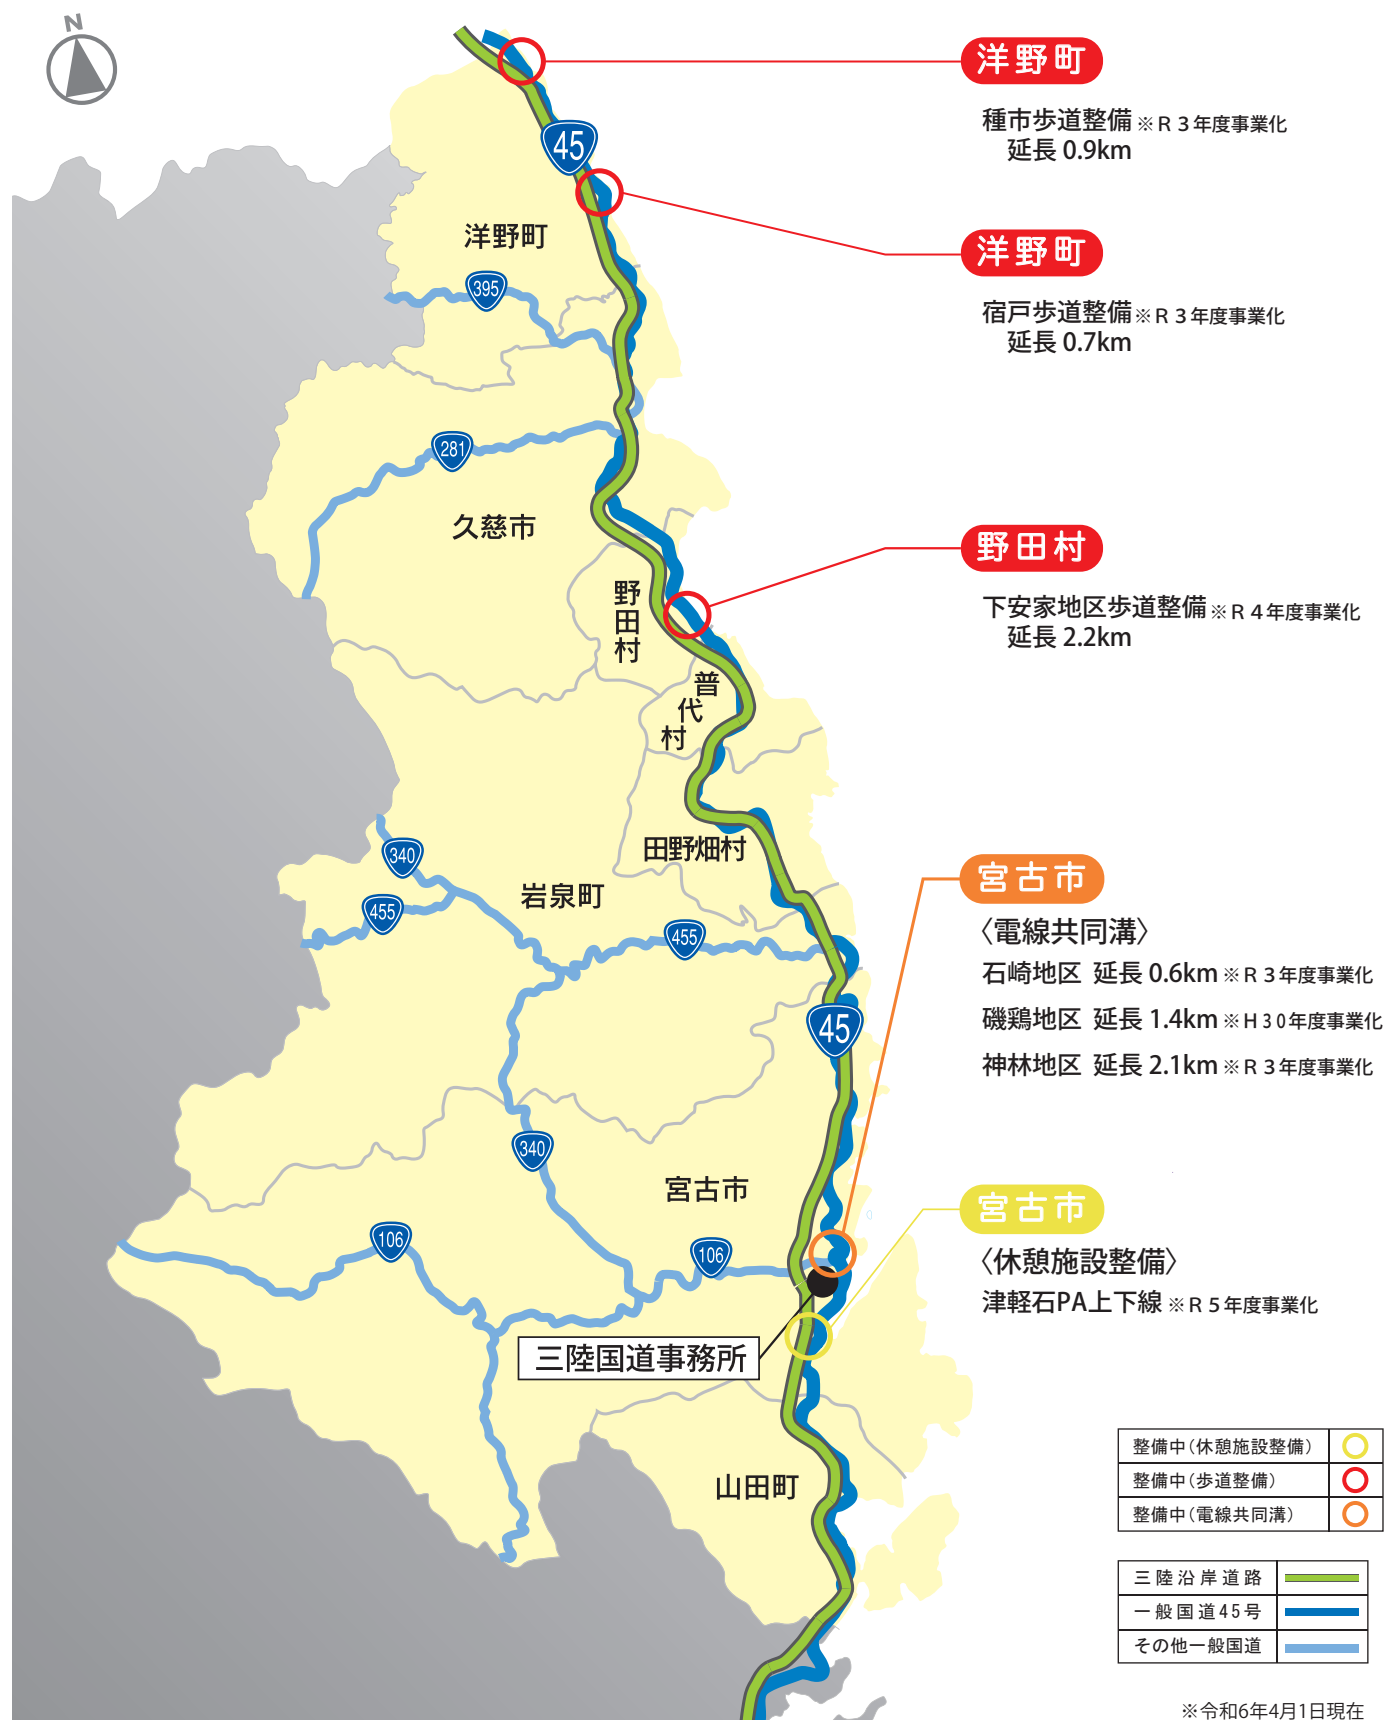 N
洋野町
種市歩道整備 ※R3年度事業化
延長 0.9km
45
洋野町
宿戸歩道整備 ※R3年度事業化
延長 0.7km
洋野町
395
281
久慈市
野田村
下安家地区歩道整備 ※R4年度事業化
延長 2.2km
野田村
普代村
田野畑村
340
岩泉町
455
455
宮古市
〈電線共同溝〉
石崎地区 延長 0.6km ※R3年度事業化
磯鶏地区 延長 1.4km ※H30年度事業化
神林地区 延長 2.1km ※R3年度事業化
45
340
宮古市
106
106
宮古市
〈休憩施設整備〉
津軽石PA上下線 ※R5年度事業化
三陸国道事務所
山田町
整備中(休憩施設整備)
整備中(歩道整備)
整備中(電線共同溝)
三陸沿岸道路
一般国道45号
その他一般国道
※令和6年4月1日現在